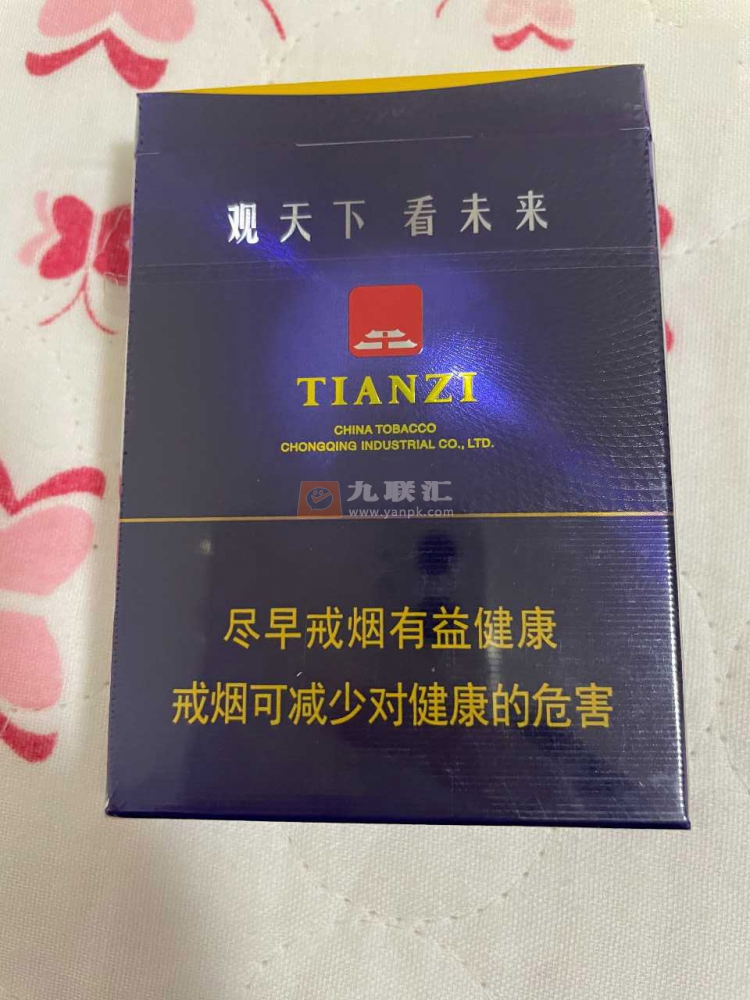 观天下 看未来
TIANZI
CHINA TOBACCO
CHONGQING INDUSTRIAL CO., LTD.
九联汇
www.yanpk.com
尽早戒烟有益健康
戒烟可减少对健康的危害